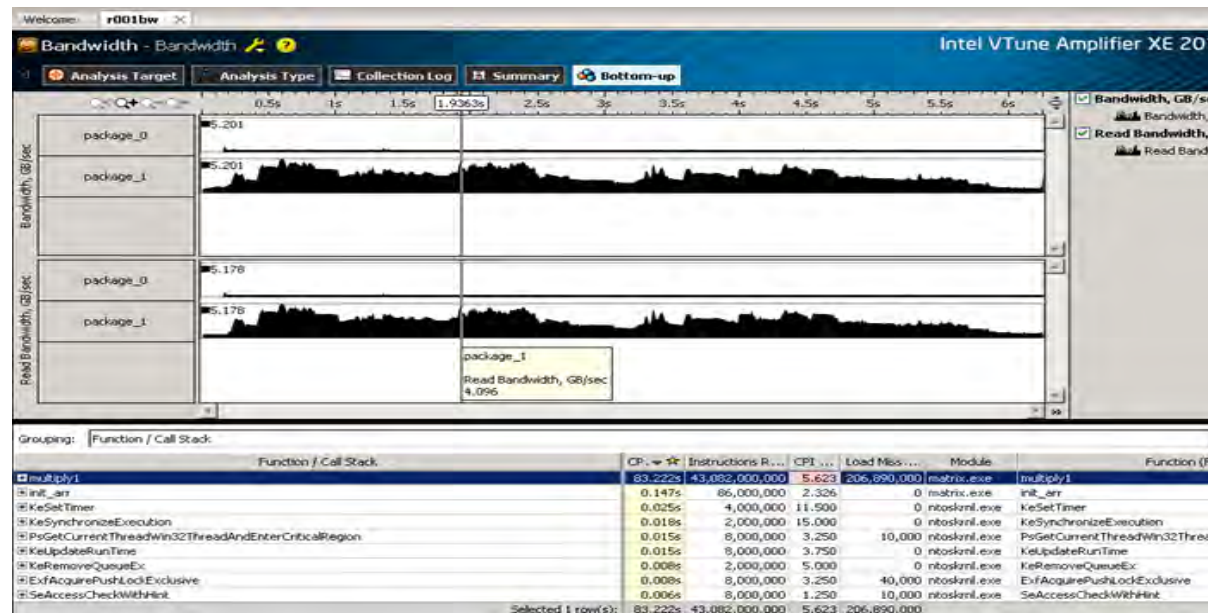 Welcome r001bw
Bandwidth - Bandwidth Intel VTune Amplifier XE 20
Analysis Target Analysis Type Collection Log Summary Bottom-up
0.5s 1s 1.5s 1.9363s 2.5s 3s 3.5s 4s 4.5s 5s 5.5s 6s
Bandwidth, GB/s
Bandwidth,
Read Bandwidth,
Read Band
Bandwidth, GB/sec
package_0 5.201
package_1 5.201
Read Bandwidth, GB/sec
package_0 5.178
package_1 5.178
package_1
Read Bandwidth, GB/sec
4.096
Grouping: Function / Call Stack
Function / Call Stack CP... Instructions R... CPI ... Load Miss ... Module Function (F
multiply1 83.222s 43,082,000,000 5.623 206,890,000 matrix.exe multiply1
init_arr 0.147s 86,000,000 2.326 0 matrix.exe init_arr
KeSetTimer 0.025s 4,000,000 11.500 0 ntoskrnl.exe KeSetTimer
KeSynchronizeExecution 0.018s 2,000,000 15.000 0 ntoskrnl.exe KeSynchronizeExecution
PsGetCurrentThreadWin32ThreadAndEnterCriticalRegion 0.015s 8,000,000 3.250 10,000 ntoskrnl.exe PsGetCurrentThreadWin32Threa
KeUpdateRunTime 0.015s 8,000,000 3.750 0 ntoskrnl.exe KeUpdateRunTime
KeRemoveQueueEx 0.008s 2,000,000 5.000 0 ntoskrnl.exe KeRemoveQueueEx
ExfAcquirePushLockExclusive 0.008s 8,000,000 3.250 40,000 ntoskrnl.exe ExfAcquirePushLockExclusive
SeAccessCheckWithHint 0.006s 8,000,000 1.250 10,000 ntoskrnl.exe SeAccessCheckWithHint
Selected 1 row(s): 83.222s 43,082,000,000 5.623 206,890,000